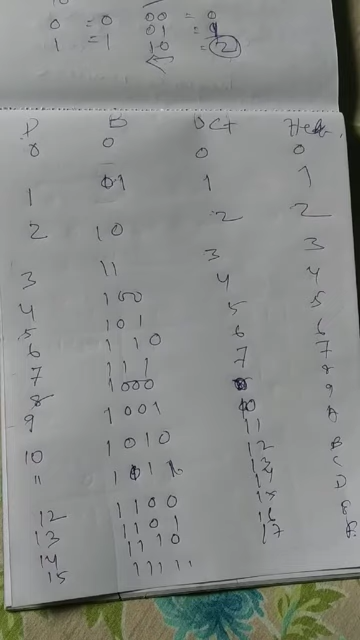 0 = 0 00 = 0
1 = 1 01 =
10 = 2
D B Oct Hex
0 0 0 0
1 01 1 1
2 10 2 2
3 11 3 3
4 100 4 4
5 101 5 5
6 110 6 6
7 111 7 7
8 1000 8
9 1001 10 9
10 1010 11 A
11 1011 12 B
12 1100 13 C
13 1101 14 D
14 1110 15 E
15 11111 16
17